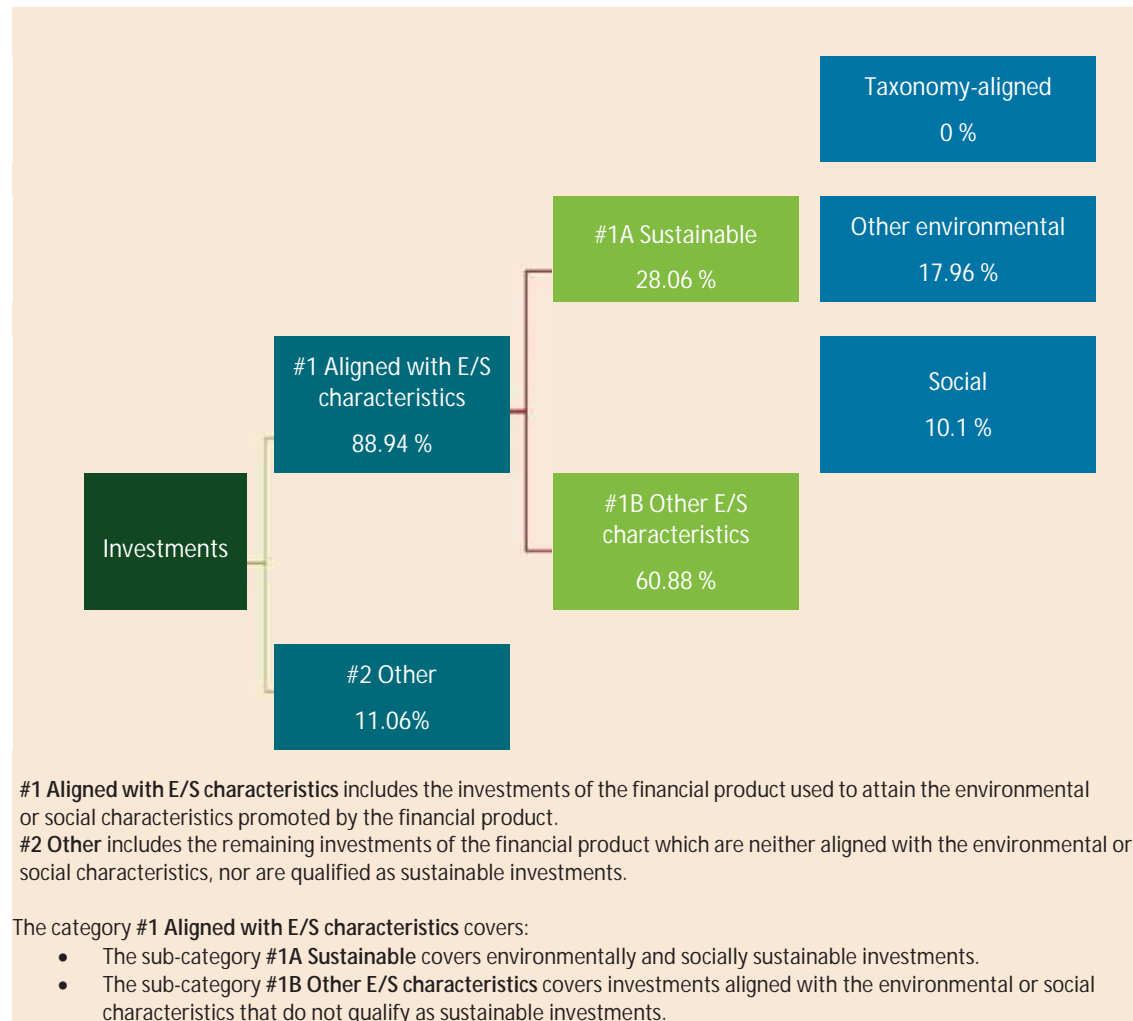 Taxonomy-aligned
0 %
#1A Sustainable
28.06 %
Other environmental
17.96 %
#1 Aligned with E/S
characteristics
88.94 %
Social
10.1 %
Investments
#1B Other E/S
characteristics
60.88 %
#2 Other
11.06%
#1 Aligned with E/S characteristics includes the investments of the financial product used to attain the environmental
or social characteristics promoted by the financial product.
#2 Other includes the remaining investments of the financial product which are neither aligned with the environmental or
social characteristics, nor are qualified as sustainable investments.
The category #1 Aligned with E/S characteristics covers:
• The sub-category #1A Sustainable covers environmentally and socially sustainable investments.
• The sub-category #1B Other E/S characteristics covers investments aligned with the environmental or social
characteristics that do not qualify as sustainable investments.